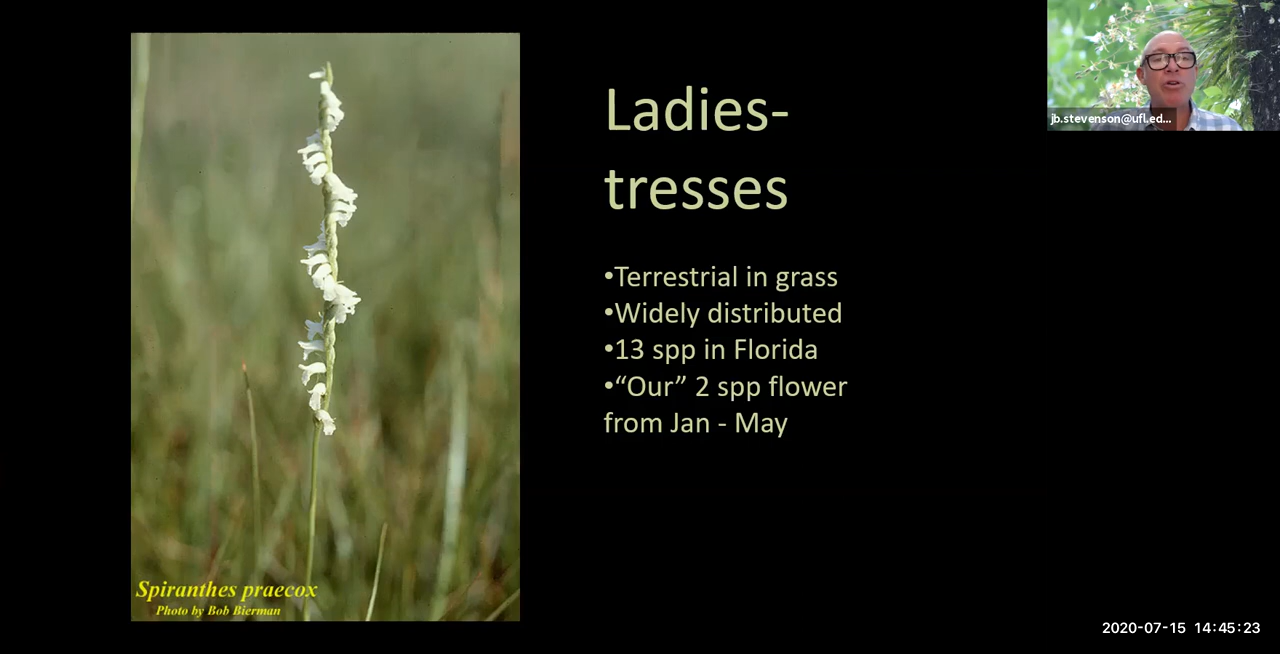 Ladies-
tresses
•Terrestrial in grass
•Widely distributed
•13 spp in Florida
•“Our” 2 spp flower
from Jan - May
Spiranthes praecox
Photo by Bob Bierman
jb.stevenson@ufl.ed...
2020-07-15 14:45:23